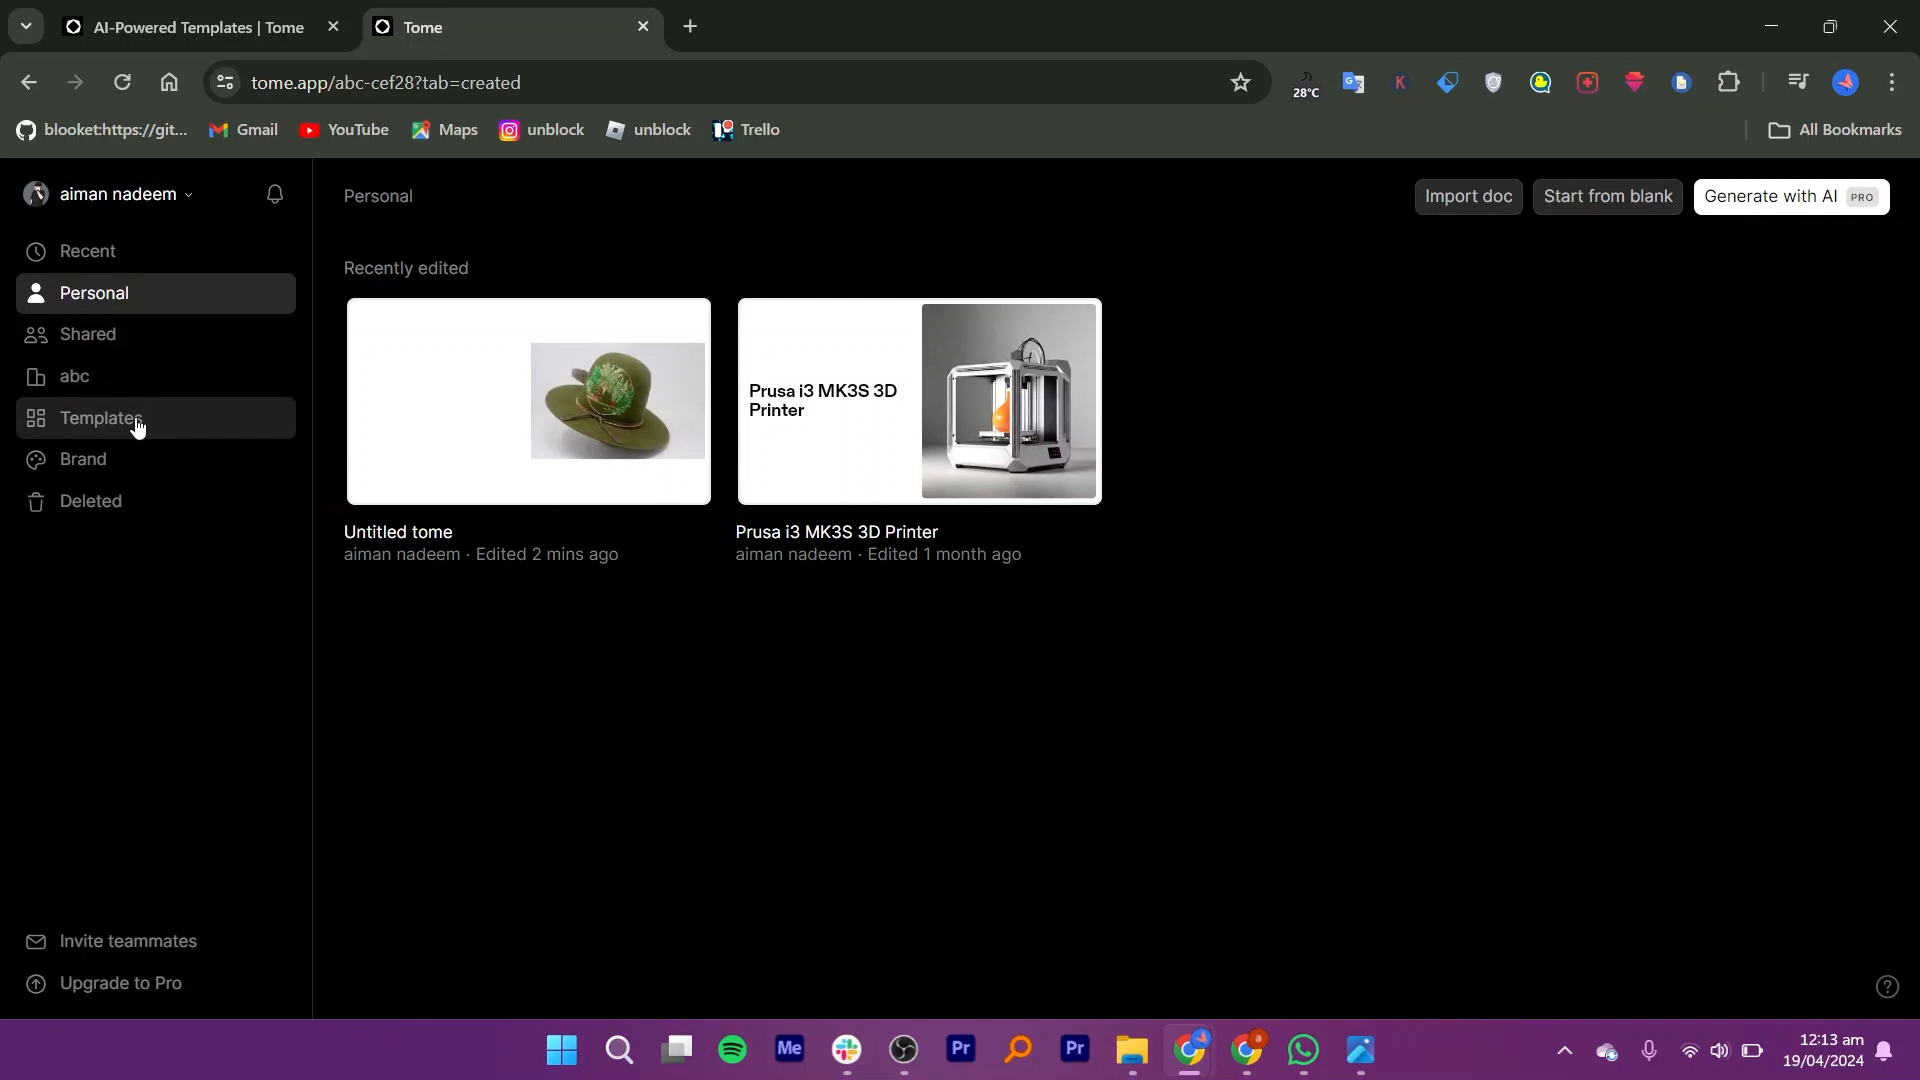 AI-Powered Templates | Tome
Tome
tome.app/abc-cef28?tab=created
28°C
blooket:https://git...
Gmail
YouTube
Maps
unblock
unblock
Trello
All Bookmarks
aiman nadeem
Recent
Personal
Shared
abc
Templates
Brand
Deleted
Invite teammates
Upgrade to Pro
Personal
Import doc
Start from blank
Generate with AI PRO
Recently edited
Prusa i3 MK3S 3D
Printer
Untitled tome
aiman nadeem · Edited 2 mins ago
Prusa i3 MK3S 3D Printer
aiman nadeem · Edited 1 month ago
Me
Pr
Pr
12:13 am
19/04/2024